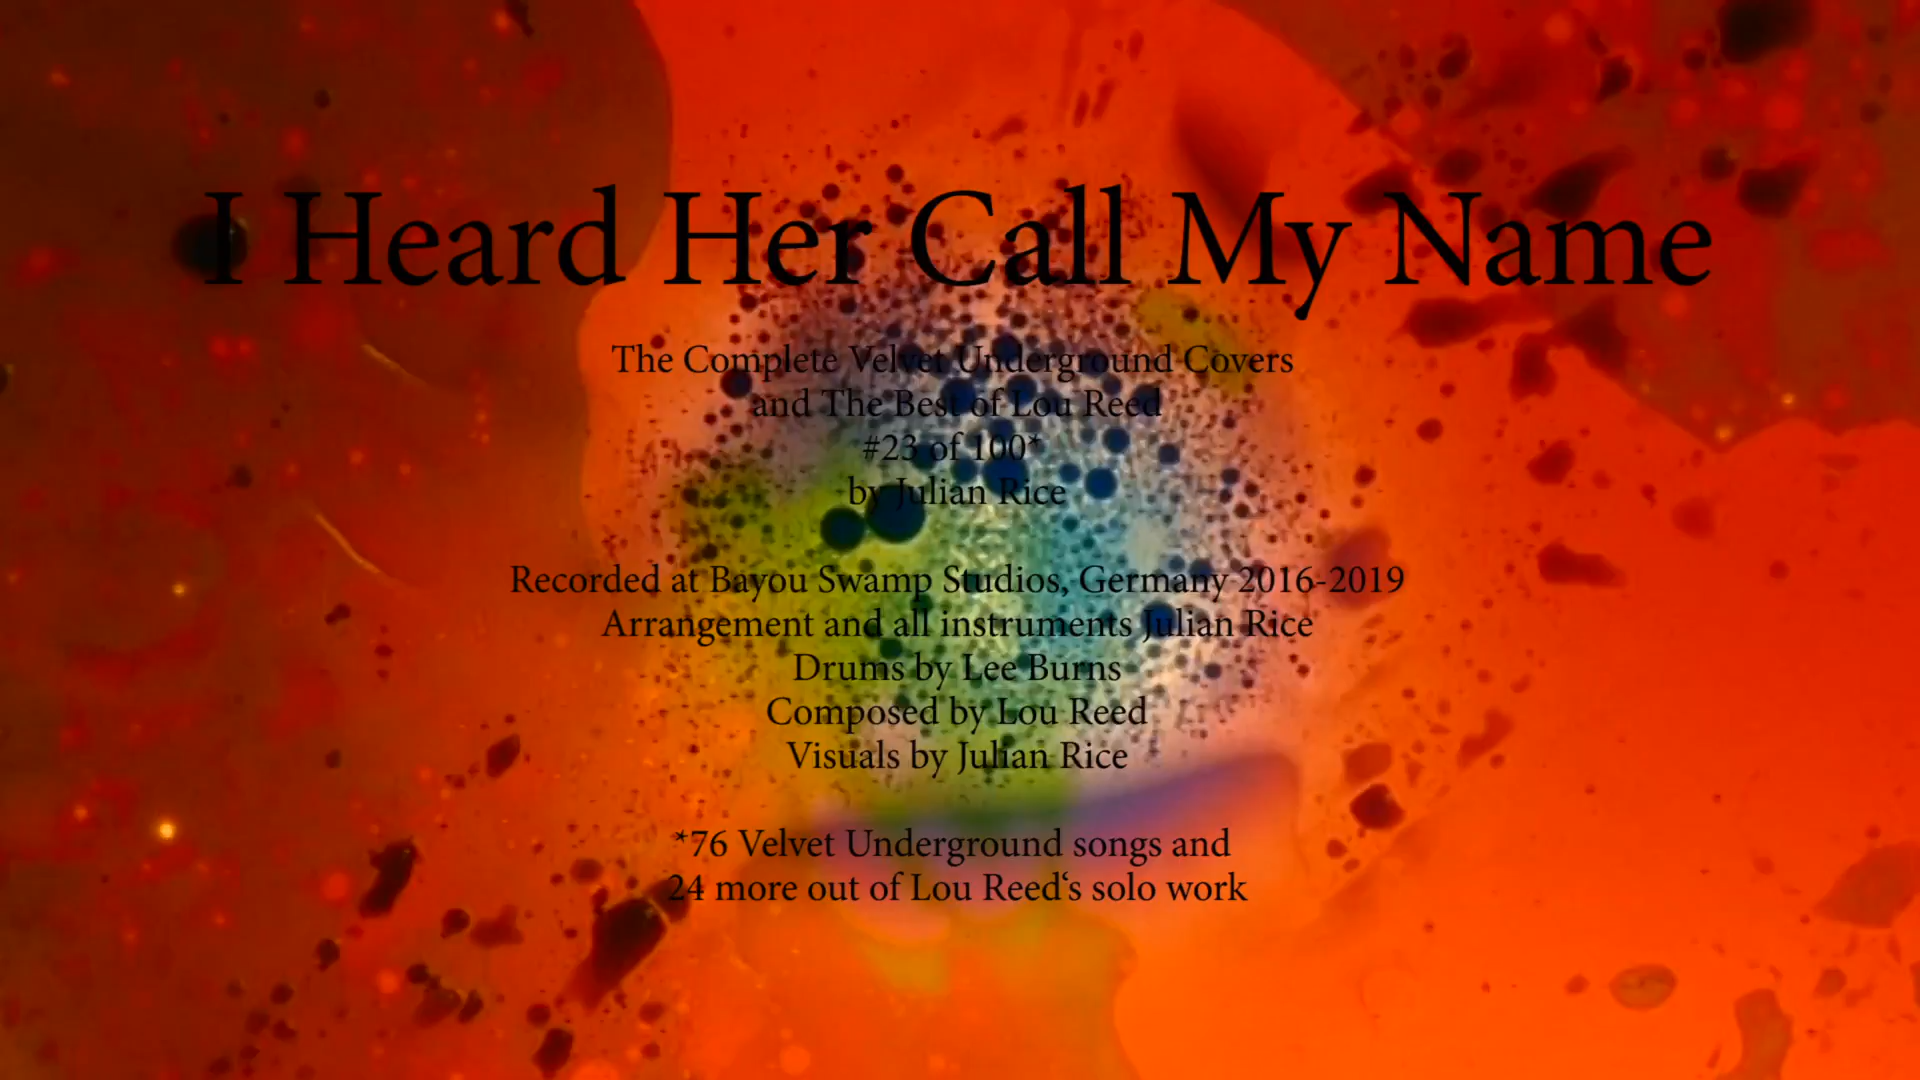 I Heard Her Call My Name
The Complete Velvet Underground Covers
and The Best of Lou Reed
#23 of 100*
by Julian Rice
Recorded at Bayou Swamp Studios, Germany 2016-2019
Arrangement and all instruments Julian Rice
Drums by Lee Burns
Composed by Lou Reed
Visuals by Julian Rice
*76 Velvet Underground songs and
24 more out of Lou Reed‘s solo work